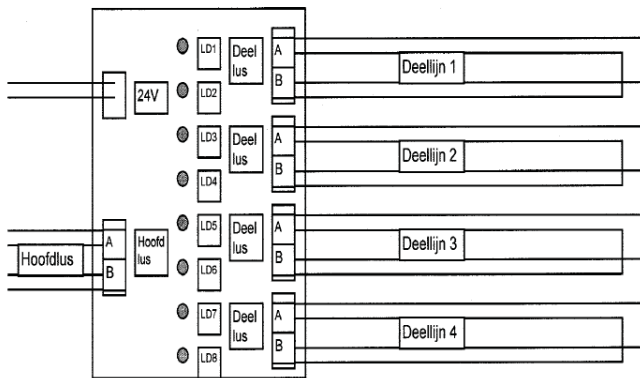 LD1
Deel
lus
A
B
Deellijn 1
24V
LD2
LD3
Deel
lus
A
B
Deellijn 2
LD4
Hoofdlus
A
B
Hoofd
lus
LD5
Deel
lus
A
B
Deellijn 3
LD6
LD7
Deel
lus
A
B
Deellijn 4
LD8